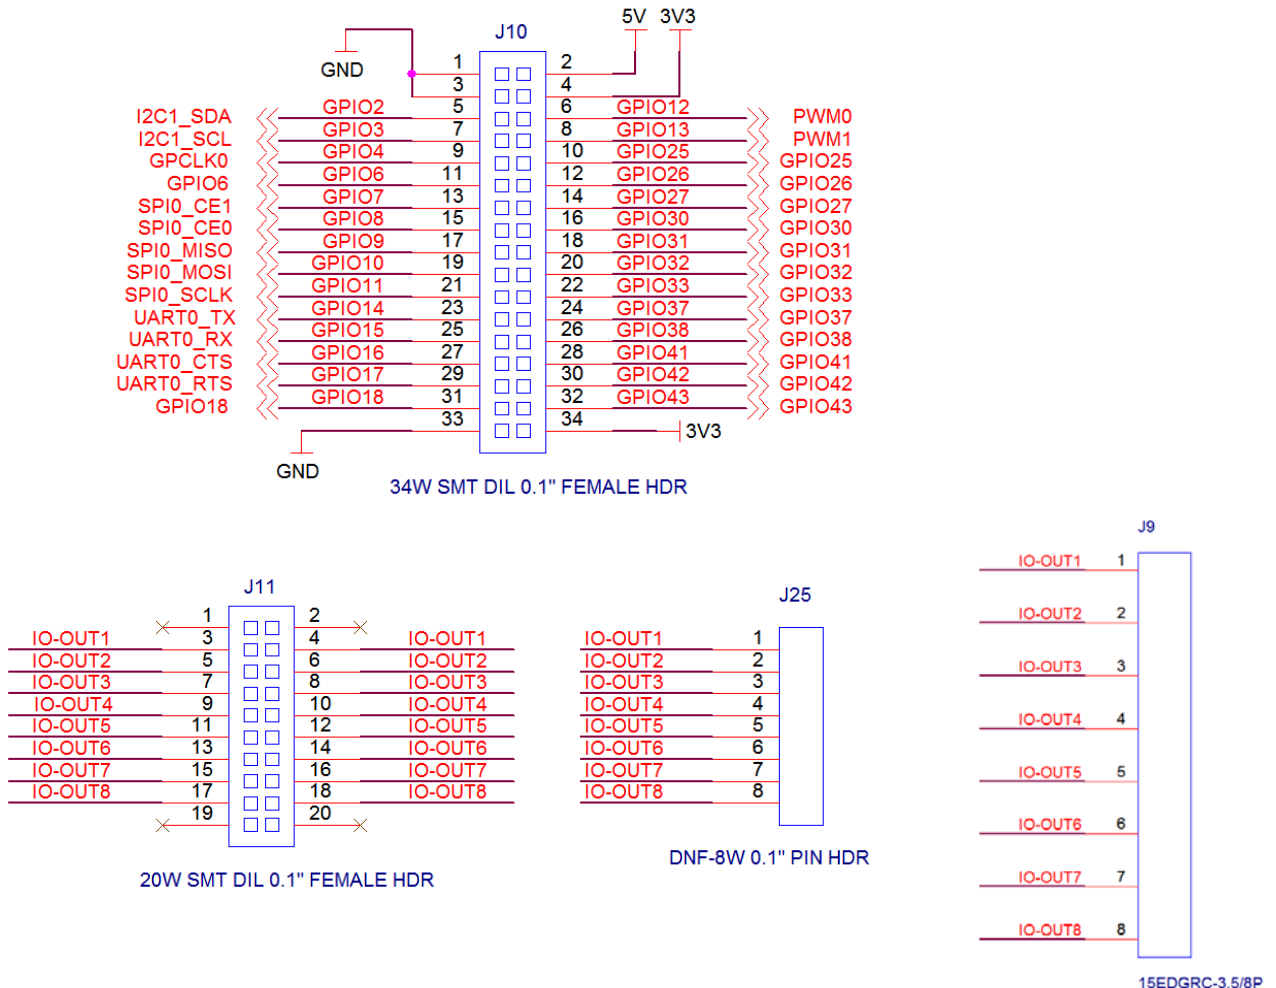 J10
5V 3V3
GND
1 2
3 4
I2C1_SDA GPIO2 5 6 GPIO12 PWM0
I2C1_SCL GPIO3 7 8 GPIO13 PWM1
GPCLK0 GPIO4 9 10 GPIO25 GPIO25
GPIO6 GPIO6 11 12 GPIO26 GPIO26
SPI0_CE1 GPIO7 13 14 GPIO27 GPIO27
SPI0_CE0 GPIO8 15 16 GPIO30 GPIO30
SPI0_MISO GPIO9 17 18 GPIO31 GPIO31
SPI0_MOSI GPIO10 19 20 GPIO32 GPIO32
SPI0_SCLK GPIO11 21 22 GPIO33 GPIO33
UART0_TX GPIO14 23 24 GPIO37 GPIO37
UART0_RX GPIO15 25 26 GPIO38 GPIO38
UART0_CTS GPIO16 27 28 GPIO41 GPIO41
UART0_RTS GPIO17 29 30 GPIO42 GPIO42
GPIO18 GPIO18 31 32 GPIO43 GPIO43
33 34 3V3
GND
34W SMT DIL 0.1" FEMALE HDR
J11
1 2
IO-OUT1 3 4 IO-OUT1
IO-OUT2 5 6 IO-OUT2
IO-OUT3 7 8 IO-OUT3
IO-OUT4 9 10 IO-OUT4
IO-OUT5 11 12 IO-OUT5
IO-OUT6 13 14 IO-OUT6
IO-OUT7 15 16 IO-OUT7
IO-OUT8 17 18 IO-OUT8
19 20
20W SMT DIL 0.1" FEMALE HDR
J25
IO-OUT1 1
IO-OUT2 2
IO-OUT3 3
IO-OUT4 4
IO-OUT5 5
IO-OUT6 6
IO-OUT7 7
IO-OUT8 8
DNF-8W 0.1" PIN HDR
J9
IO-OUT1 1
IO-OUT2 2
IO-OUT3 3
IO-OUT4 4
IO-OUT5 5
IO-OUT6 6
IO-OUT7 7
IO-OUT8 8
15EDGRC-3.5/8P